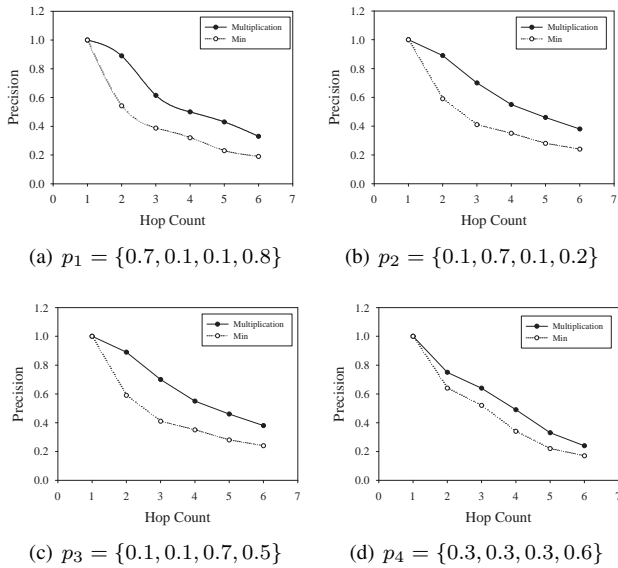 1.2
1.0
0.8
0.6
0.4
0.2
0.0
Precision
Multiplication
Min
0 1 2 3 4 5 6 7
Hop Count
(a) p₁ = {0.7, 0.1, 0.1, 0.8}
1.2
1.0
0.8
0.6
0.4
0.2
0.0
Precision
Multiplication
Min
0 1 2 3 4 5 6 7
Hop Count
(b) p₂ = {0.1, 0.7, 0.1, 0.2}
1.2
1.0
0.8
0.6
0.4
0.2
0.0
Precision
Multiplication
Min
0 1 2 3 4 5 6 7
Hop Count
(c) p₃ = {0.1, 0.1, 0.7, 0.5}
1.2
1.0
0.8
0.6
0.4
0.2
0.0
Precision
Multiplication
Min
0 1 2 3 4 5 6 7
Hop Count
(d) p₄ = {0.3, 0.3, 0.3, 0.6}